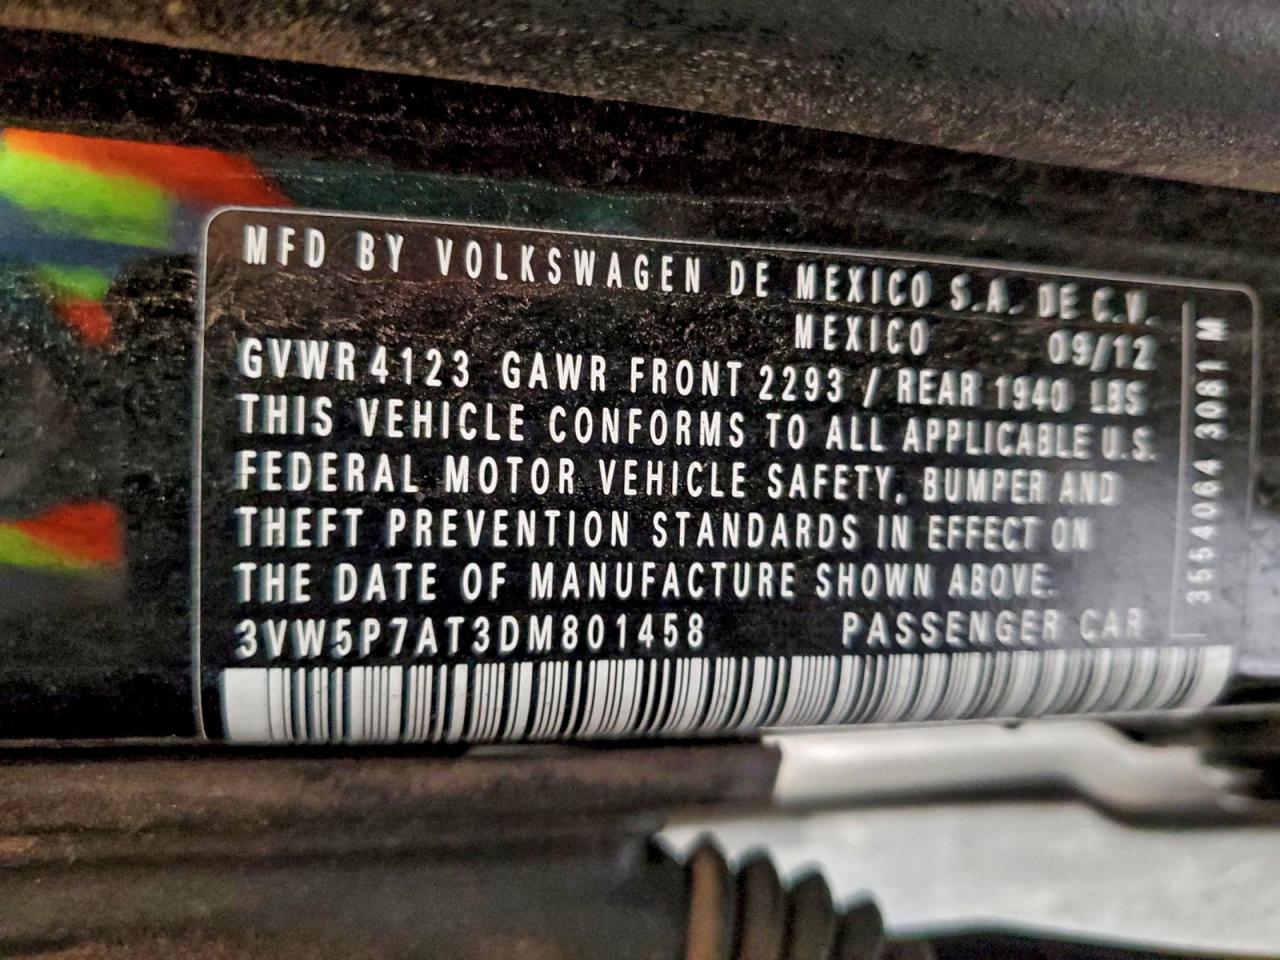 MFD BY VOLKSWAGEN DE MEXICO S.A. DE C.V.
MEXICO 09/12
GVWR 4123 GAWR FRONT 2293 / REAR 1940 LBS
THIS VEHICLE CONFORMS TO ALL APPLICABLE U.S.
FEDERAL MOTOR VEHICLE SAFETY, BUMPER AND
THEFT PREVENTION STANDARDS IN EFFECT ON
THE DATE OF MANUFACTURE SHOWN ABOVE.
3VW5P7AT3DM801458 PASSENGER CAR
3554064 3081 M